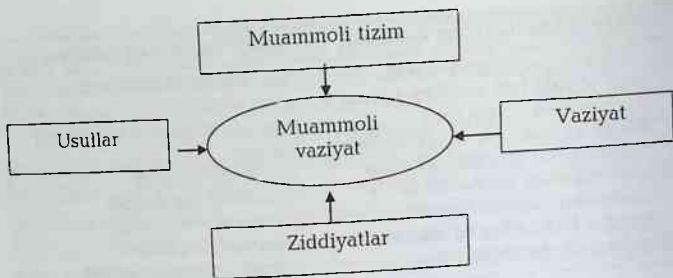 Muammoli tizim
Usullar
Muammoli
vaziyat
Vaziyat
Ziddiyatlar